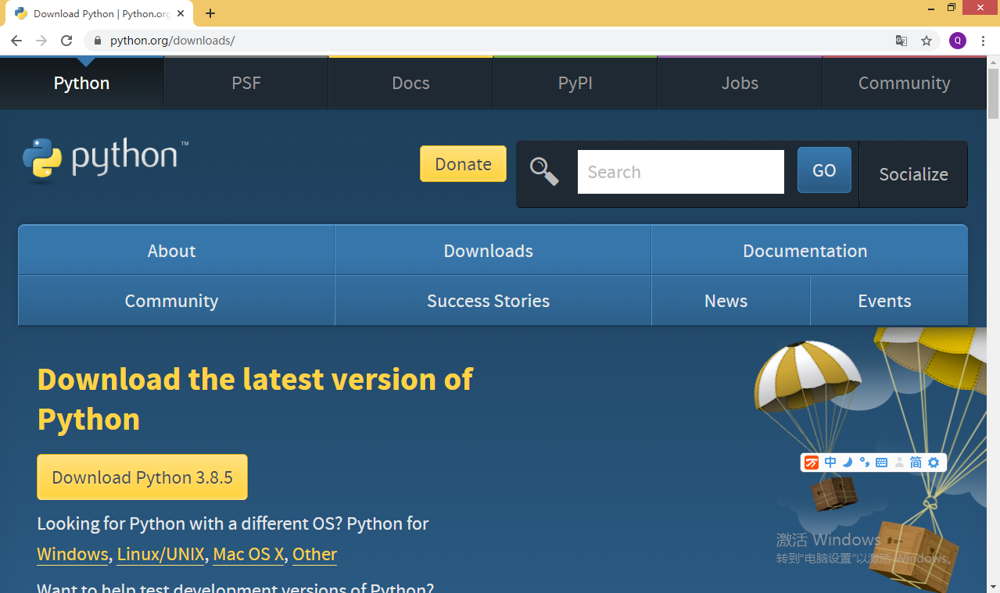 Download Python | Python.org
python.org/downloads/
Q
Python PSF Docs PyPI Jobs Community
python™
Donate
Search
GO
Socialize
About Downloads Documentation
Community Success Stories News Events
Download the latest version of
Python
Download Python 3.8.5
中 简
Looking for Python with a different OS? Python for
Windows, Linux/UNIX, Mac OS X, Other
激活 Windows
转到“电脑设置”以激活 Windows。
Want to help test development versions of Python?